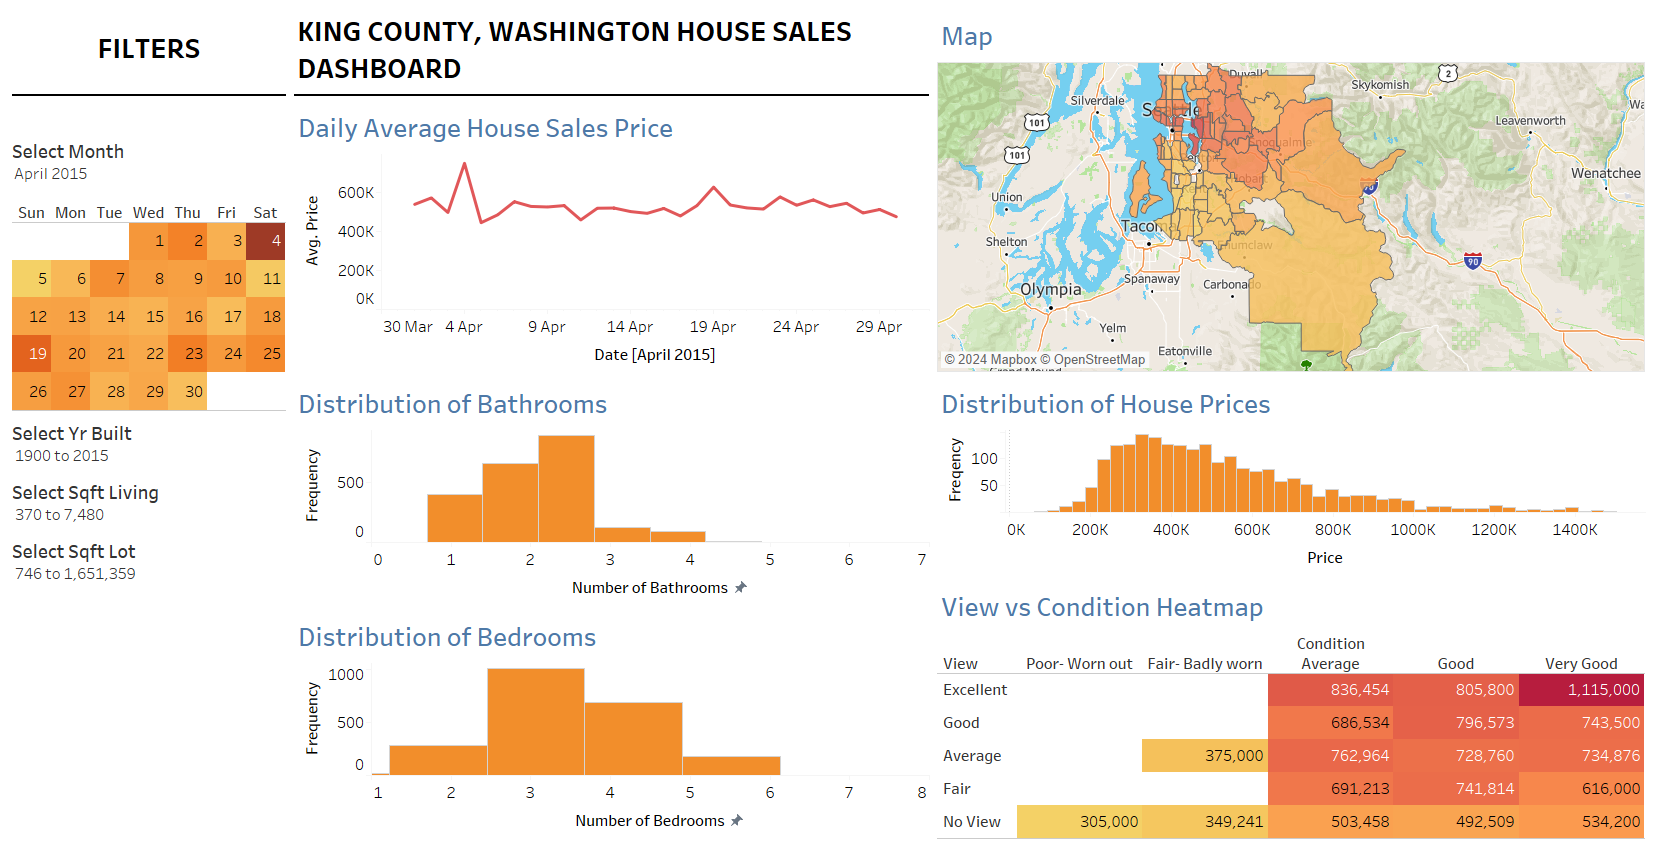 FILTERS
Select Month
April 2015
Sun Mon Tue Wed Thu Fri Sat
1 2 3 4
5 6 7 8 9 10 11
12 13 14 15 16 17 18
19 20 21 22 23 24 25
26 27 28 29 30
Select Yr Built
1900 to 2015
Select Sqft Living
370 to 7,480
Select Sqft Lot
746 to 1,651,359
KING COUNTY, WASHINGTON HOUSE SALES
DASHBOARD
Daily Average House Sales Price
Avg. Price
600K
400K
200K
0K
30 Mar 4 Apr 9 Apr 14 Apr 19 Apr 24 Apr 29 Apr
Date [April 2015]
Distribution of Bathrooms
Frequency
500
0
0 1 2 3 4 5 6 7
Number of Bathrooms
Distribution of Bedrooms
Frequency
1000
500
0
1 2 3 4 5 6 7 8
Number of Bedrooms
Map
Duvall
2
Skykomish
Silverdale
Seattle
101
Leavenworth
Snoqualmie
101
Wenatchee
Hobart
90
Union
Tacoma
Shelton
Enumclaw
90
Spanaway
Carbonado
Olympia
Yelm
Eatonville
© 2024 Mapbox © OpenStreetMap
Distribution of House Prices
Freqency
100
50
0K 200K 400K 600K 800K 1000K 1200K 1400K
Price
View vs Condition Heatmap
Condition
View Poor- Worn out Fair- Badly worn Average Good Very Good
Excellent 836,454 805,800 1,115,000
Good 686,534 796,573 743,500
Average 375,000 762,964 728,760 734,876
Fair 691,213 741,814 616,000
No View 305,000 349,241 503,458 492,509 534,200